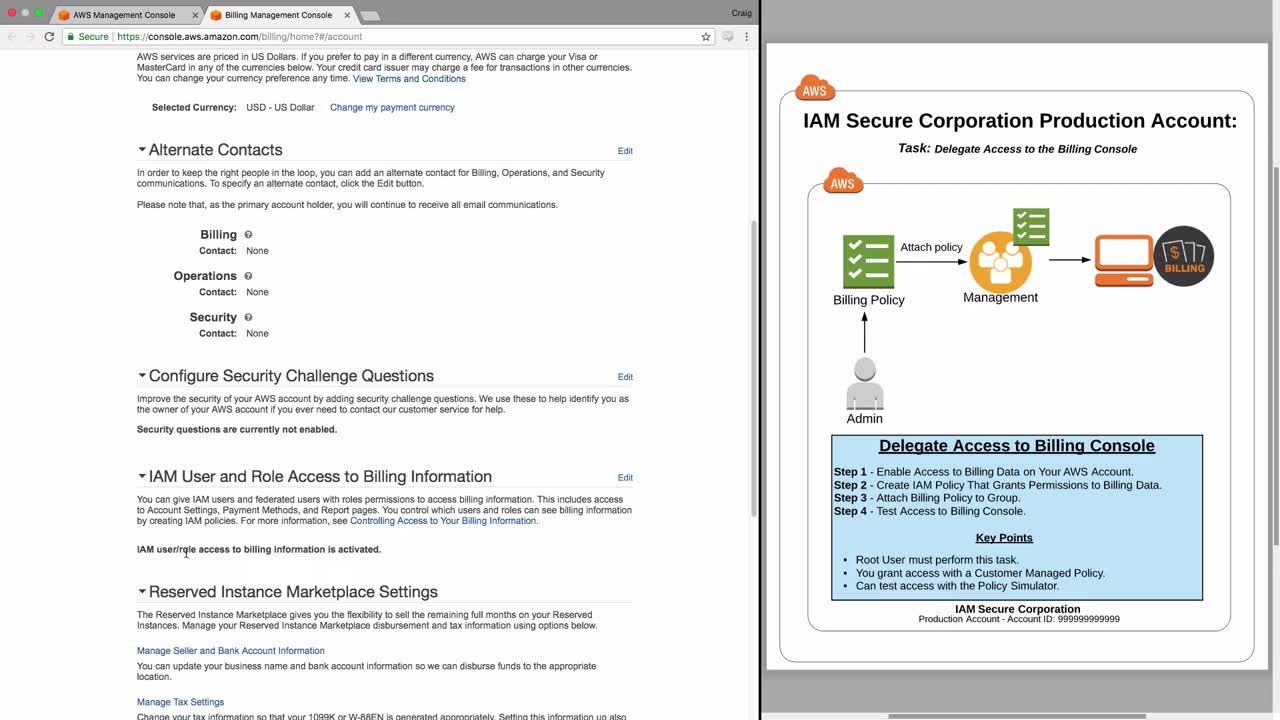 AWS Management Console
Billing Management Console
Craig
Secure
https://console.aws.amazon.com/billing/home?#/account
AWS services are priced in US Dollars. If you prefer to pay in a different currency, AWS can charge your Visa or
MasterCard in any of the currencies below. Your credit card issuer may charge a fee for transactions in other currencies.
You can change your currency preference any time. View Terms and Conditions
Selected Currency: USD - US Dollar Change my payment currency
Alternate Contacts
Edit
In order to keep the right people in the loop, you can add an alternate contact for Billing, Operations, and Security
communications. To specify an alternate contact, click the Edit button.
Please note that, as the primary account holder, you will continue to receive all email communications.
Billing
Contact: None
Operations
Contact: None
Security
Contact: None
Configure Security Challenge Questions
Edit
Improve the security of your AWS account by adding security challenge questions. We use these to help identify you as
the owner of your AWS account if you ever need to contact our customer service for help.
Security questions are currently not enabled.
IAM User and Role Access to Billing Information
Edit
You can give IAM users and federated users with roles permissions to access billing information. This includes access
to Account Settings, Payment Methods, and Report pages. You control which users and roles can see billing information
by creating IAM policies. For more information, see Controlling Access to Your Billing Information.
IAM user/role access to billing information is activated.
Reserved Instance Marketplace Settings
The Reserved Instance Marketplace gives you the flexibility to sell the remaining full months on your Reserved
Instances. Manage your Reserved Instance Marketplace disbursement and tax information using options below.
Manage Seller and Bank Account Information
You can update your business name and bank account information so we can disburse funds to the appropriate
location.
Manage Tax Settings
Change your tax information so that your 1099K or W-88EN is generated appropriately. Setting this information up also
AWS
IAM Secure Corporation Production Account:
Task: Delegate Access to the Billing Console
AWS
Attach policy
BILLING
Billing Policy
Management
Admin
Delegate Access to Billing Console
Step 1 - Enable Access to Billing Data on Your AWS Account.
Step 2 - Create IAM Policy That Grants Permissions to Billing Data.
Step 3 - Attach Billing Policy to Group.
Step 4 - Test Access to Billing Console.
Key Points
• Root User must perform this task.
• You grant access with a Customer Managed Policy.
• Can test access with the Policy Simulator.
IAM Secure Corporation
Production Account - Account ID: 999999999999